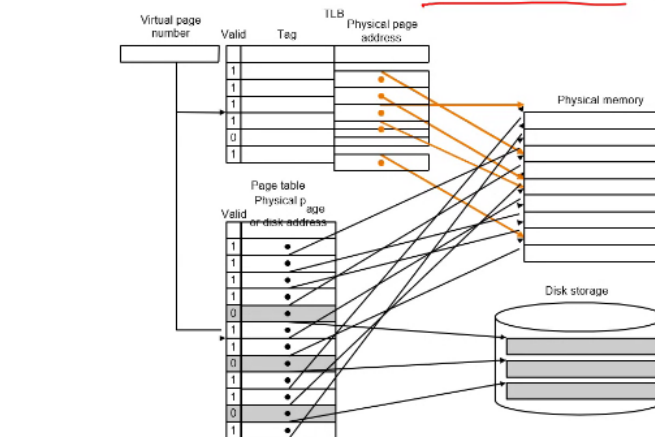 TLB
Virtual page
number
Valid
Tag
Physical page
address
1
1
1
1
0
1
Physical memory
Page table
Physical page
Valid
or disk address
1
1
1
1
0
1
1
0
1
1
0
1
Disk storage